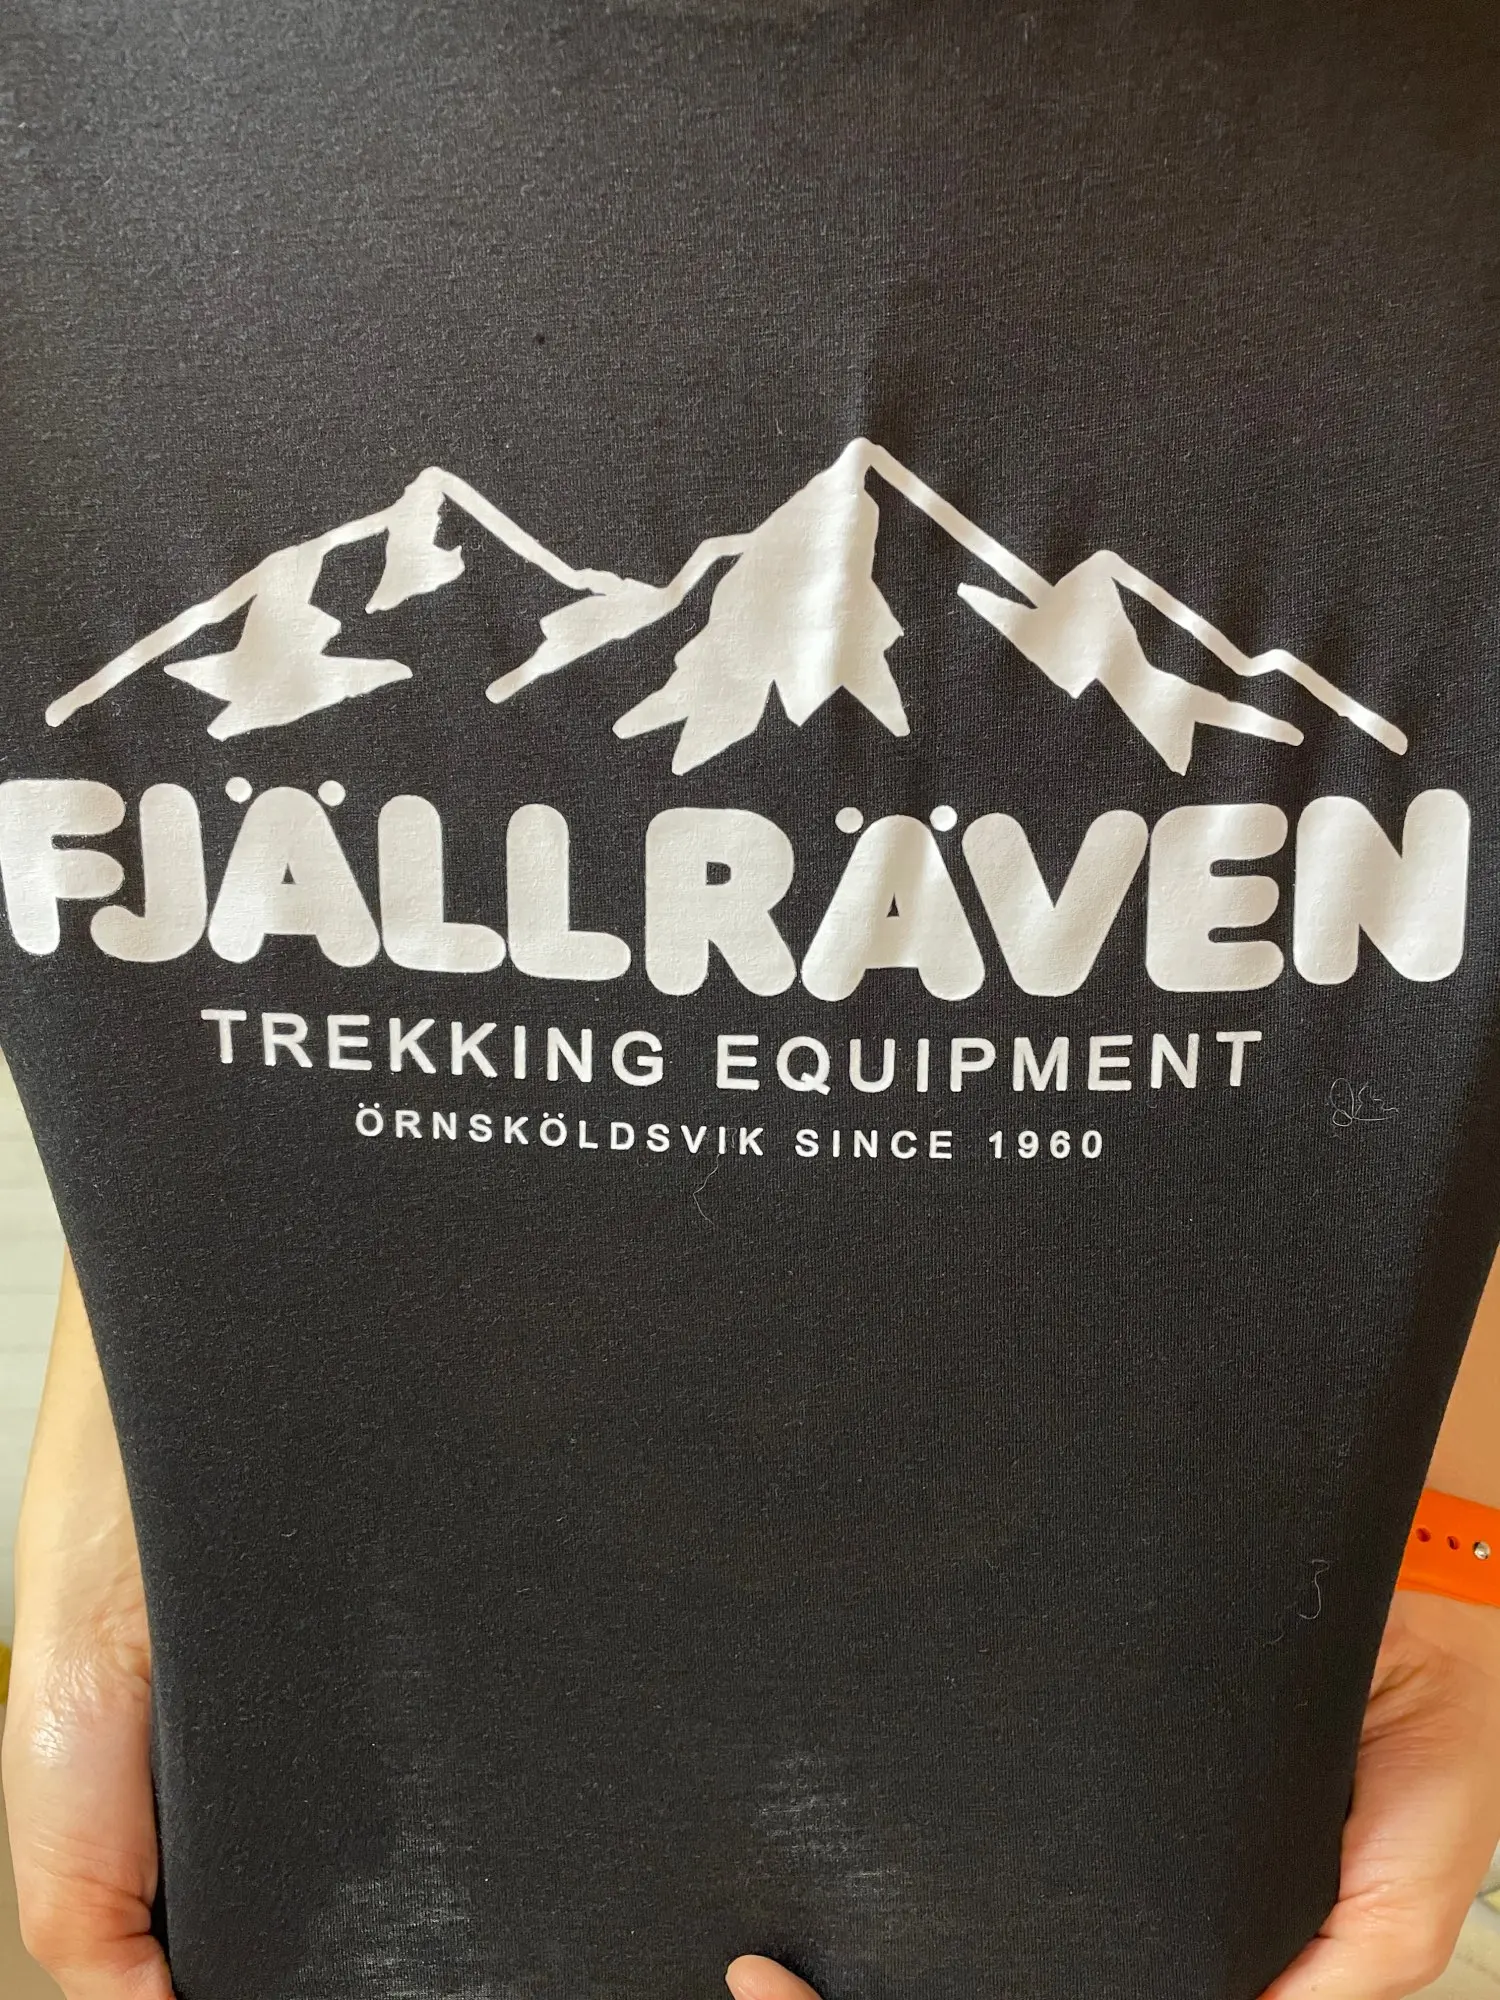 FJÄLLRÄVEN
TREKKING EQUIPMENT
ÖRNSKÖLDSVIK SINCE 1960